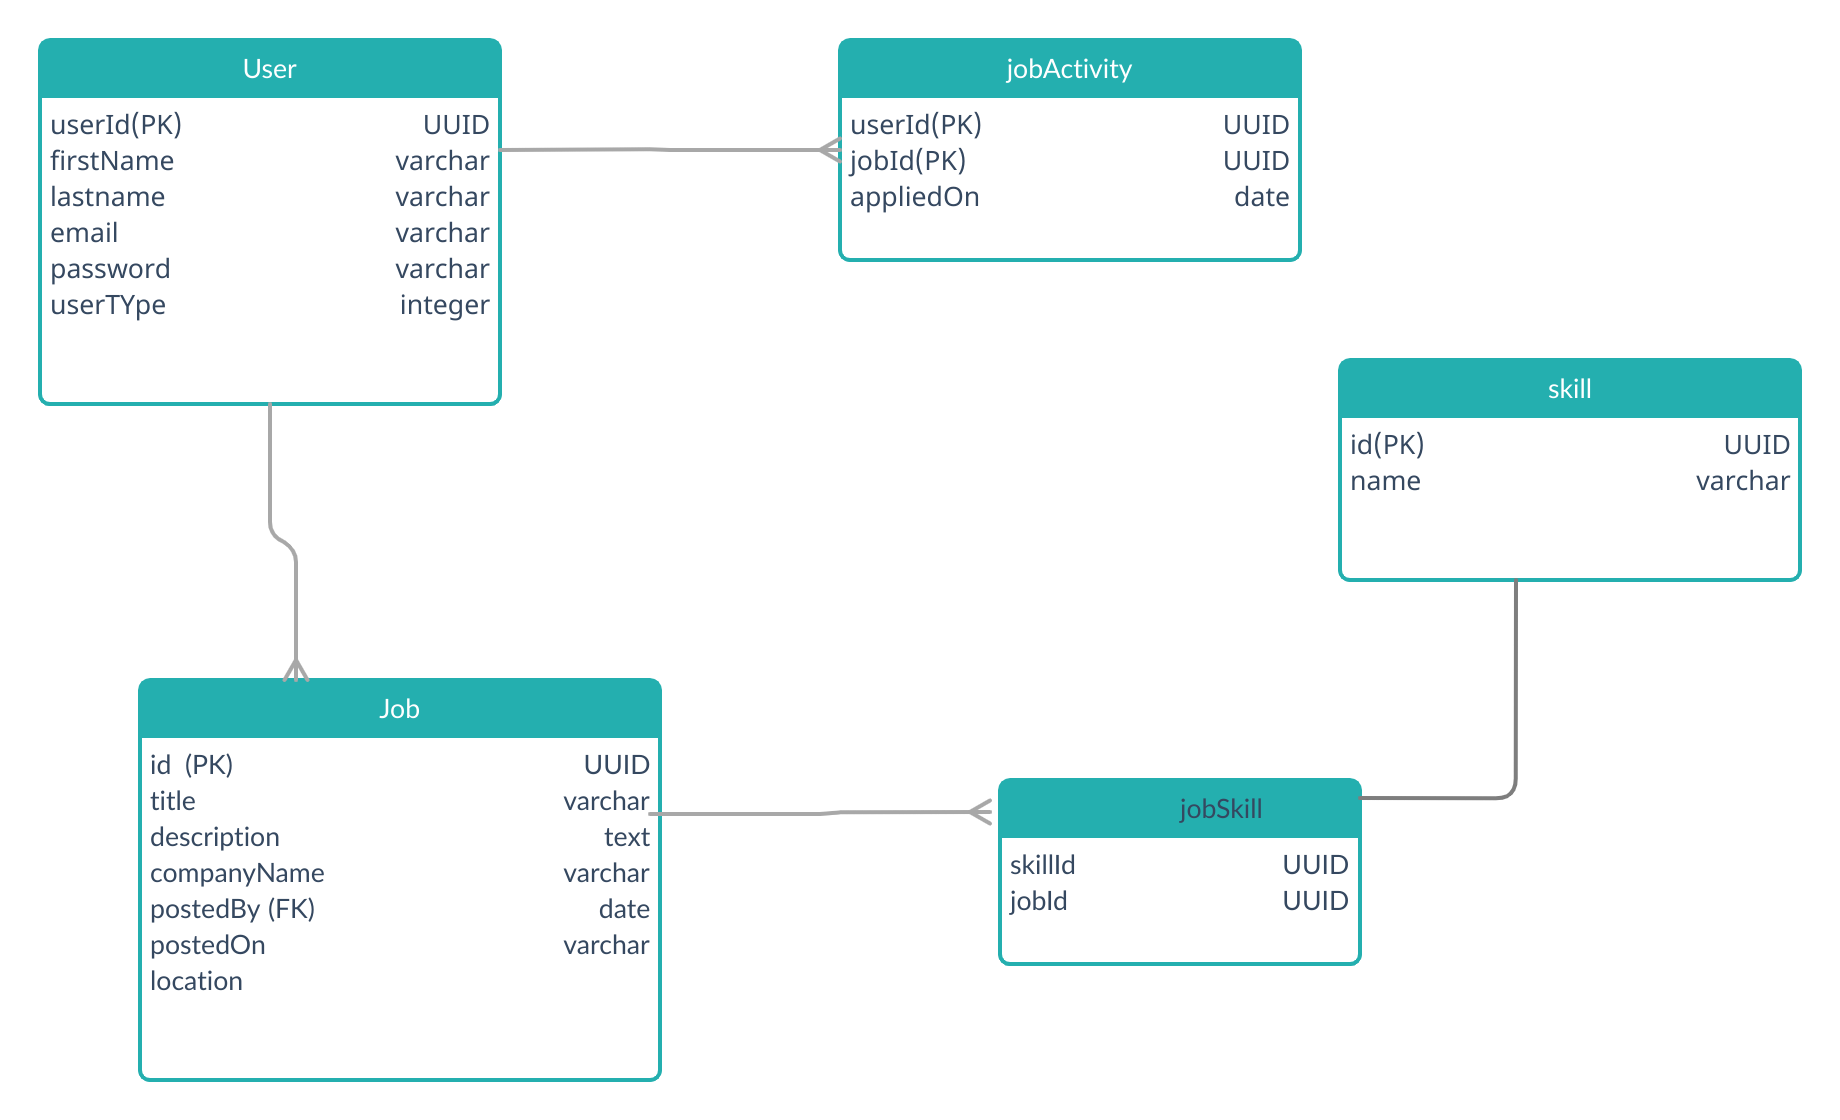 User
userId(PK) UUID
firstName varchar
lastname varchar
email varchar
password varchar
userTYpe integer
jobActivity
userId(PK) UUID
jobId(PK) UUID
appliedOn date
skill
id(PK) UUID
name varchar
Job
id (PK) UUID
title varchar
description text
companyName varchar
postedBy (FK) date
postedOn varchar
location
jobSkill
skillId UUID
jobId UUID